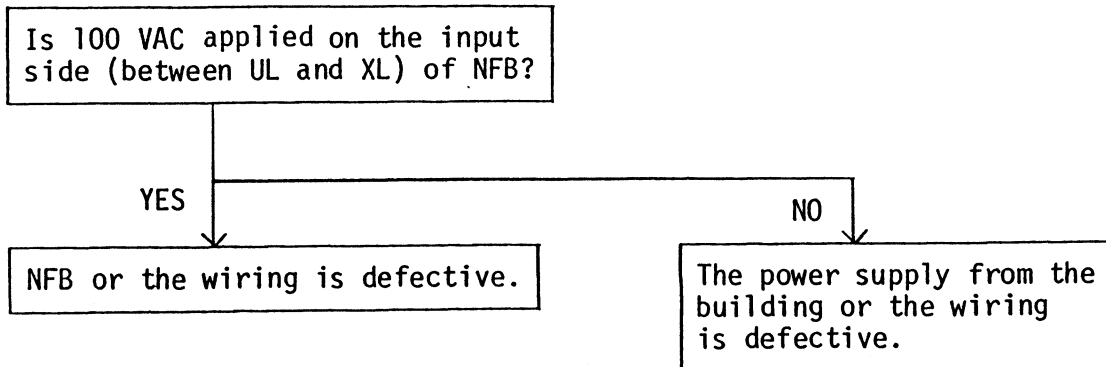 Is 100 VAC applied on the input
side (between UL and XL) of NFB?
YES
NO
NFB or the wiring is defective.
The power supply from the
building or the wiring
is defective.